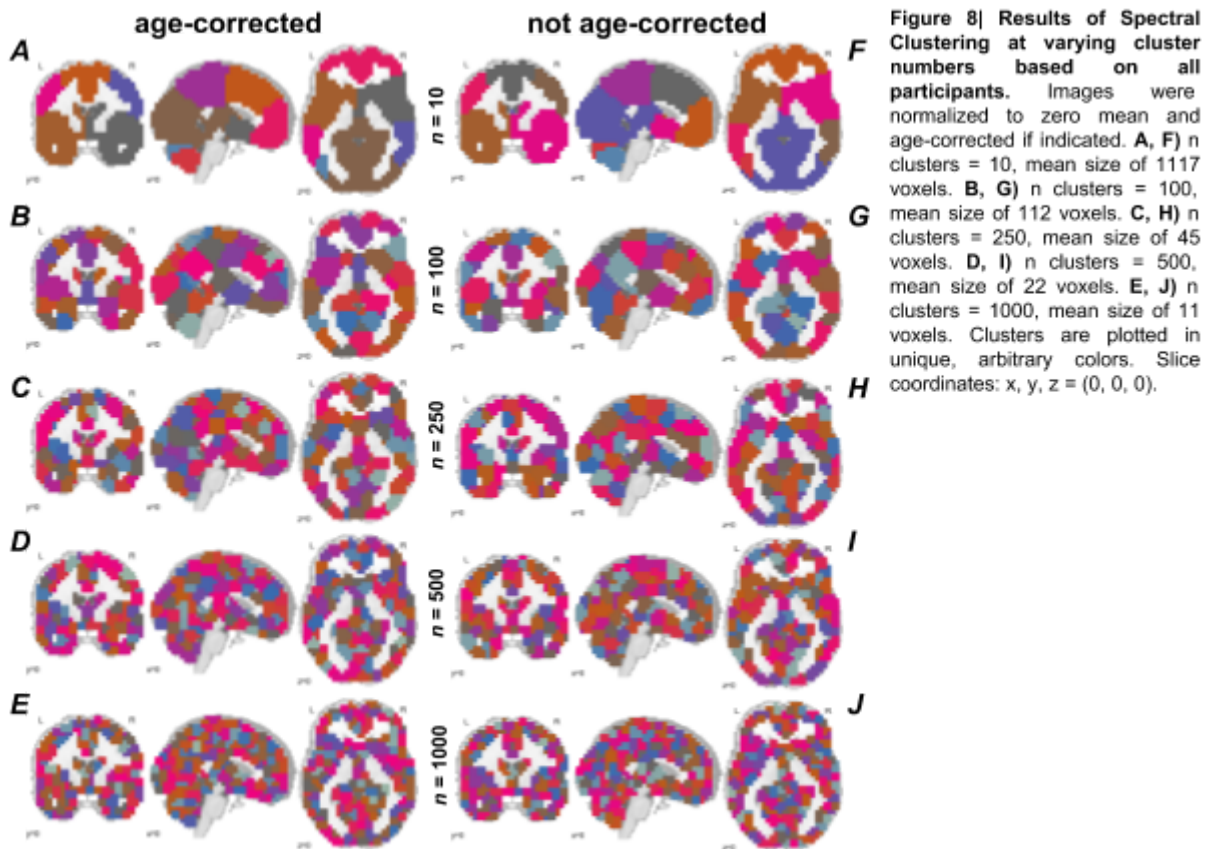 age-corrected
not age-corrected
A
L
R
n = 10
L
R
F
B
n = 100
G
C
L
R
n = 250
L
R
H
D
L
R
n = 500
L
R
I
E
L
R
n = 1000
L
R
J
Figure 8| Results of Spectral
Clustering at varying cluster
numbers based on all
participants. Images were
normalized to zero mean and
age-corrected if indicated. A, F) n
clusters = 10, mean size of 1117
voxels. B, G) n clusters = 100,
mean size of 112 voxels. C, H) n
clusters = 250, mean size of 45
voxels. D, I) n clusters = 500,
mean size of 22 voxels. E, J) n
clusters = 1000, mean size of 11
voxels. Clusters are plotted in
unique, arbitrary colors. Slice
coordinates: x, y, z = (0, 0, 0).